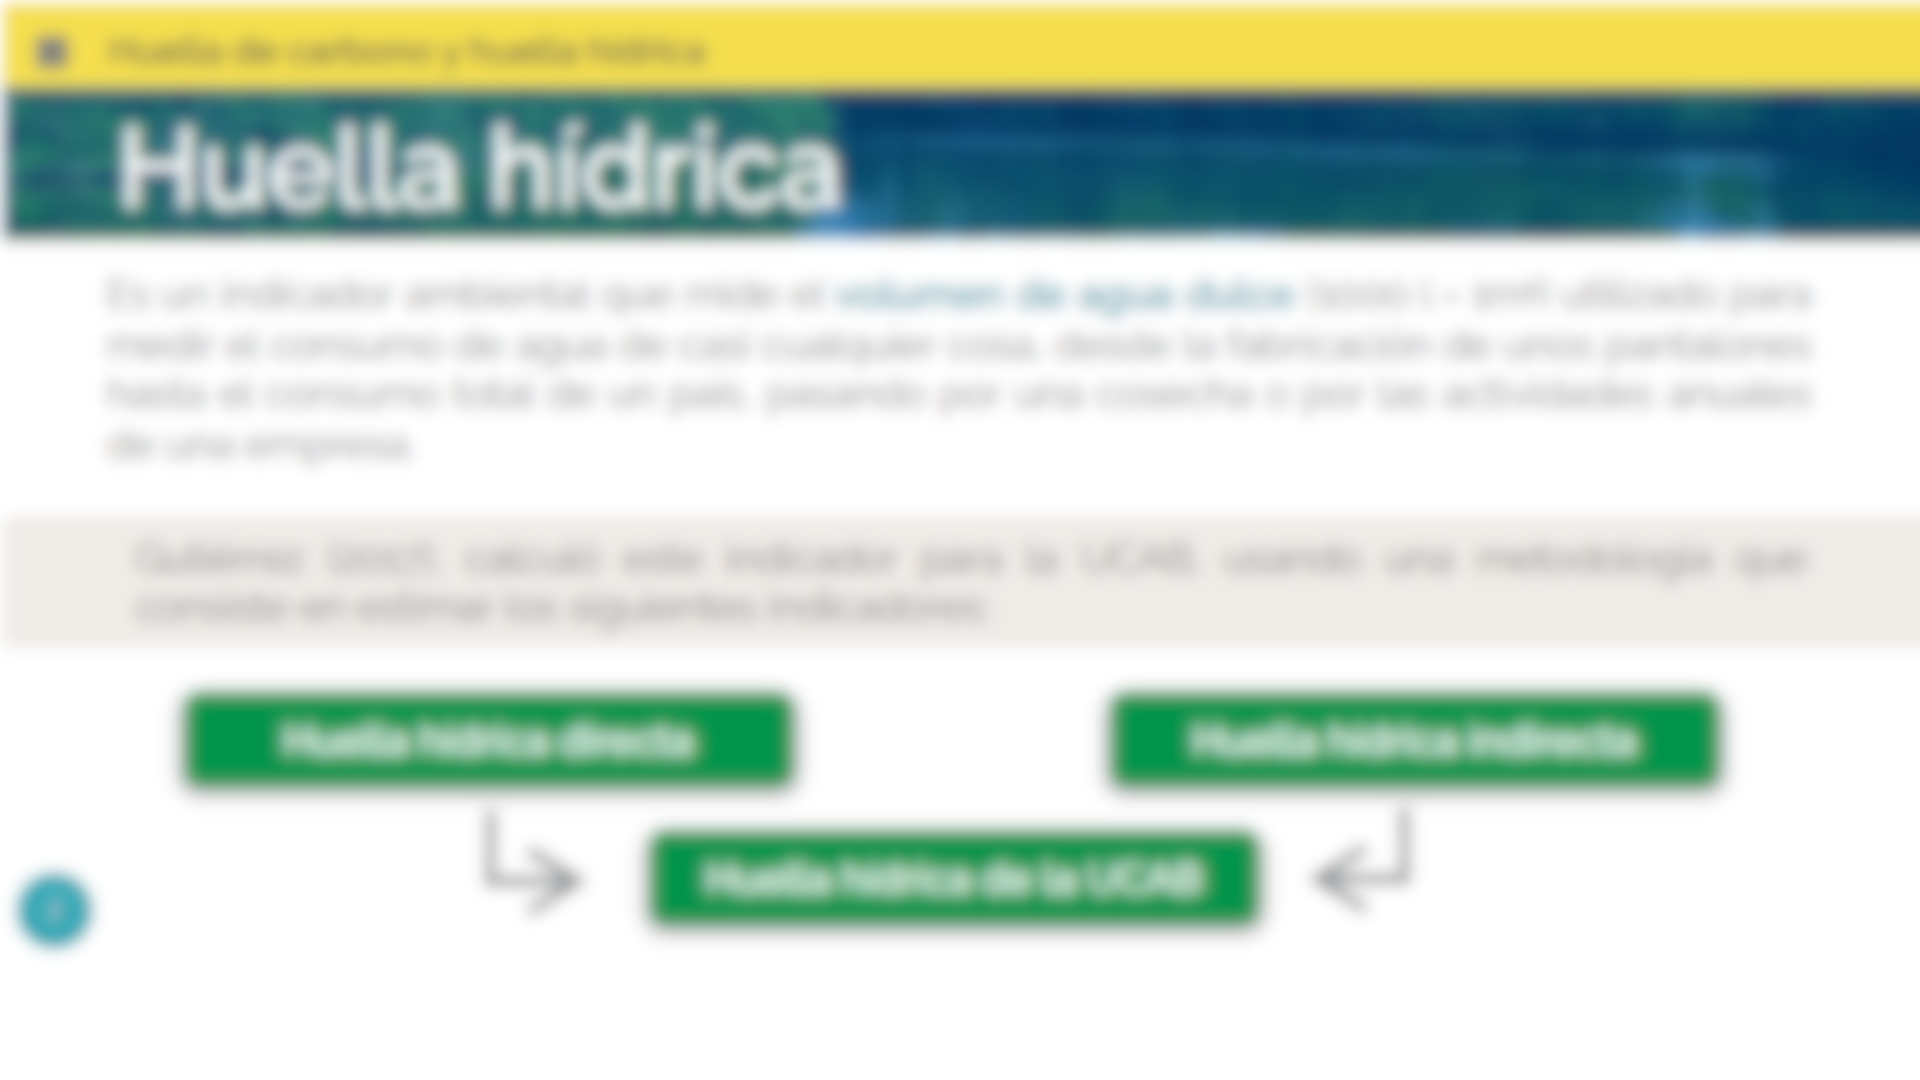 Huella de carbono y huella hídrica
Huella hídrica
Es un indicador ambiental que mide el volumen de agua dulce (1000 l = 1m³) utilizado para
medir el consumo de agua de casi cualquier cosa, desde la fabricación de unos pantalones
hasta el consumo total de un país, pasando por una cosecha o por las actividades anuales
de una empresa.
Gutiérrez (2017), calculó este indicador para la UCAB, usando una metodología que
consiste en estimar los siguientes indicadores:
Huella hídrica directa
Huella hídrica indirecta
Huella hídrica de la UCAB